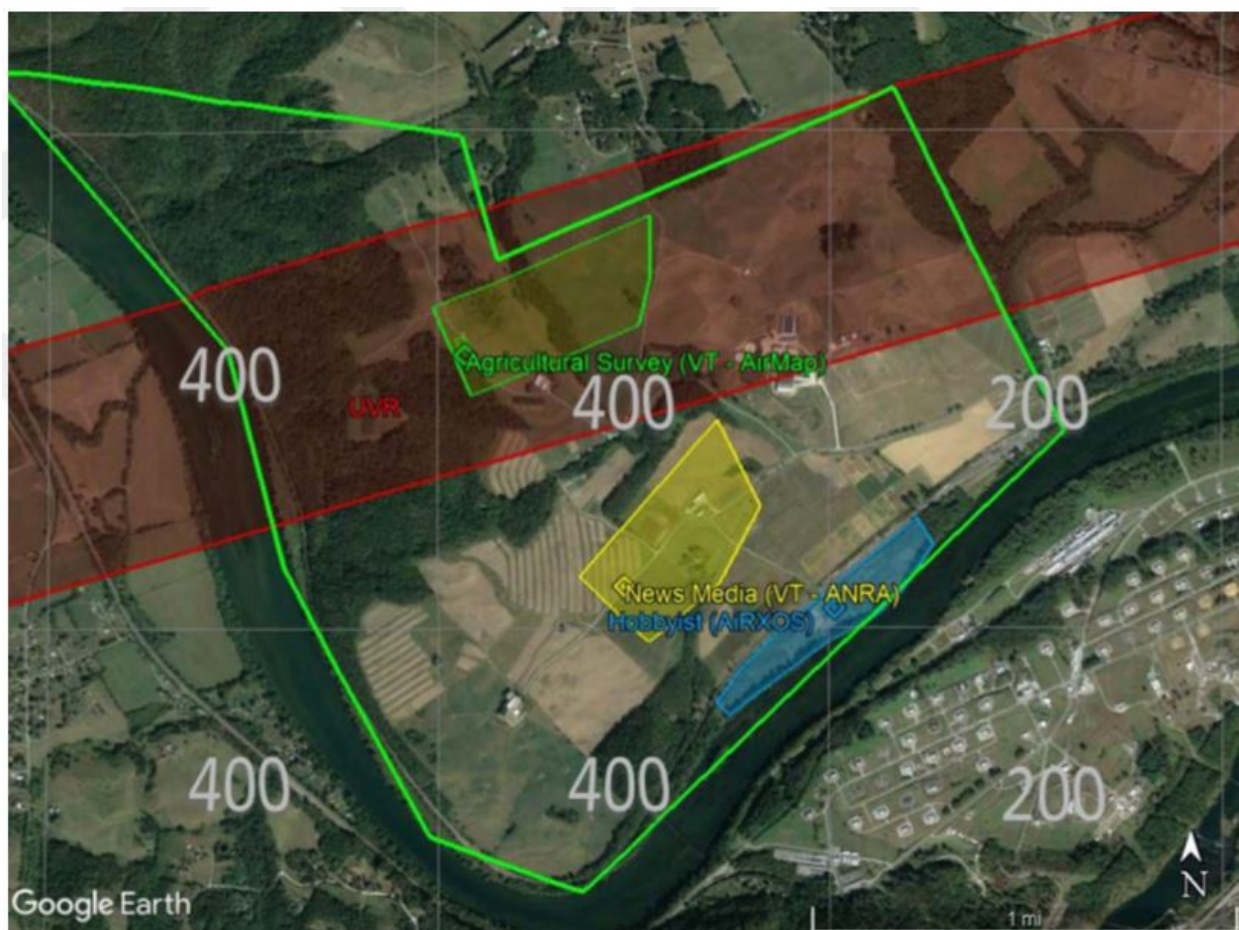 400
Agricultural Survey (VT - AirMap)
400
200
UVR
News Media (VT - ANRA)
Hobbyist (AiRXOS)
400
400
200
N
Google Earth
1 mi